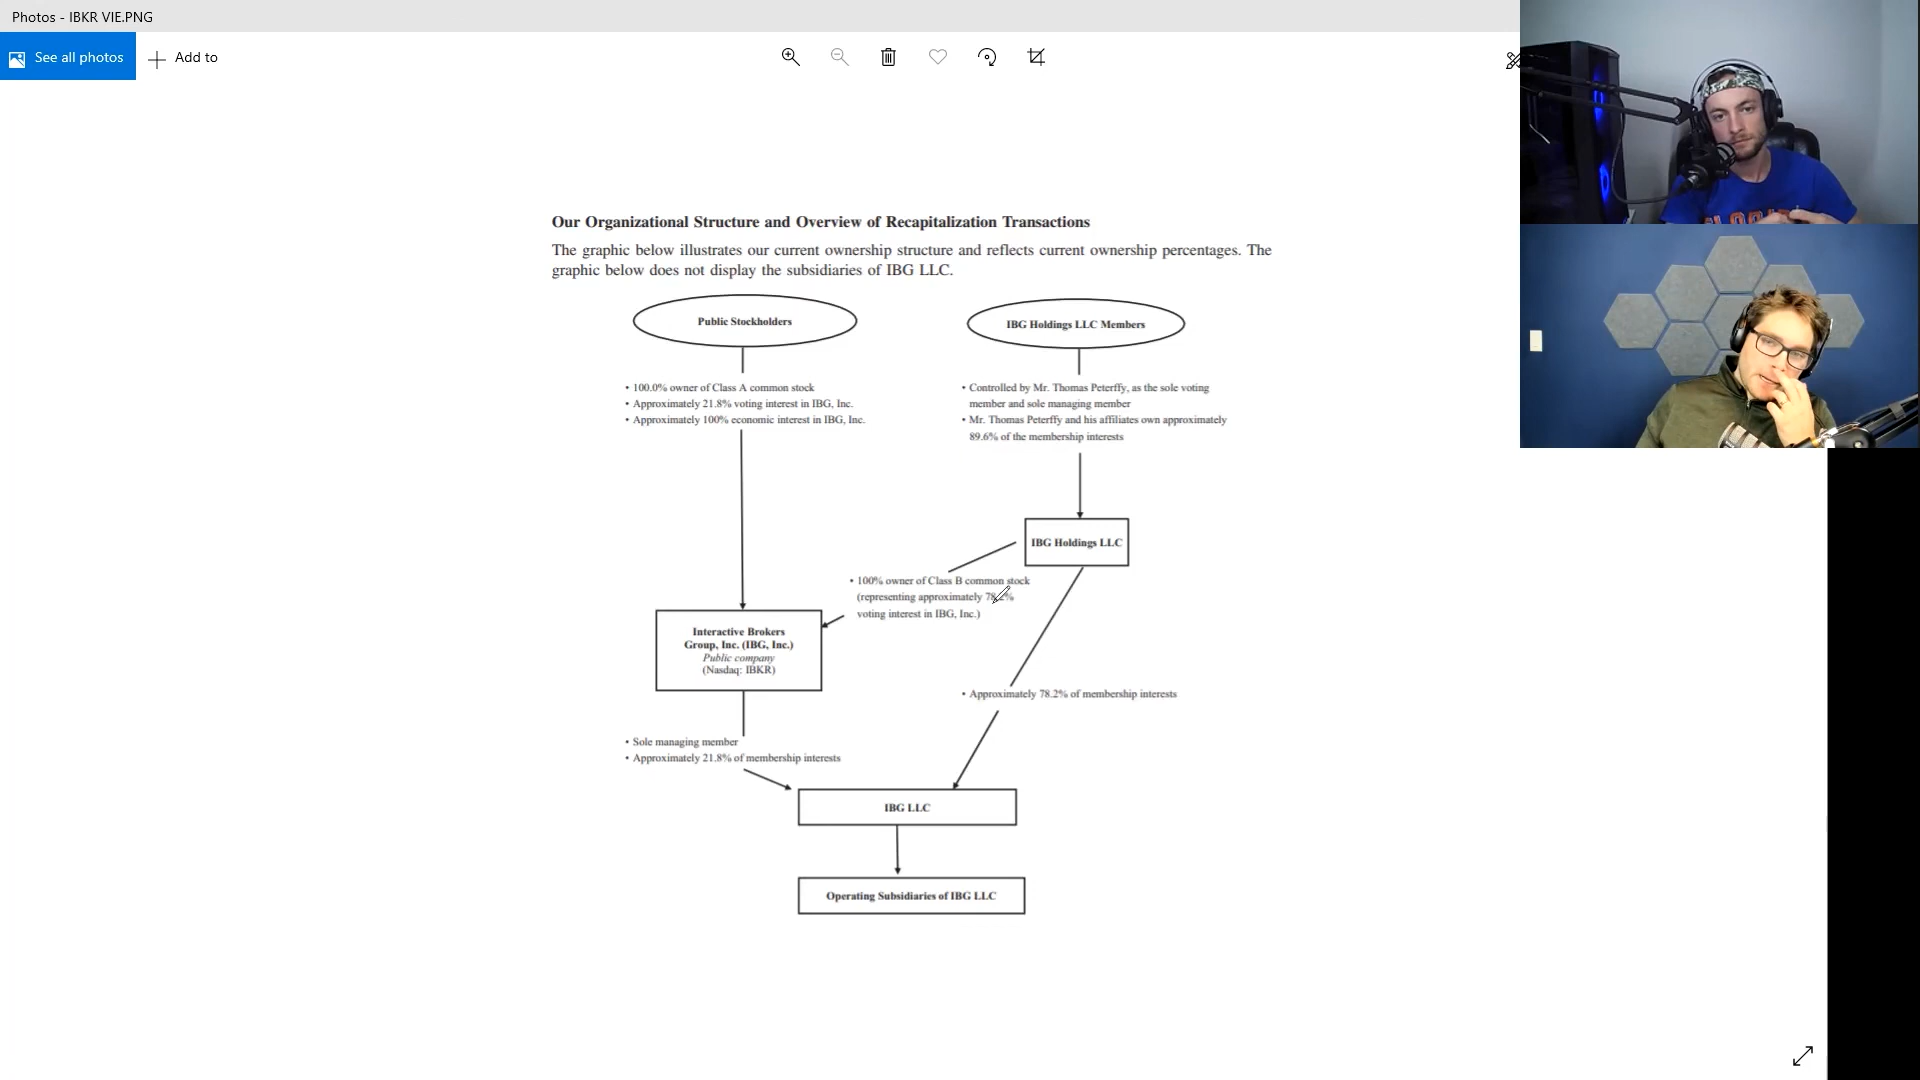 Photos - IBKR VIE.PNG
See all photos
Add to
Our Organizational Structure and Overview of Recapitalization Transactions
The graphic below illustrates our current ownership structure and reflects current ownership percentages. The
graphic below does not display the subsidiaries of IBG LLC.
Public Stockholders
IBG Holdings LLC Members
• 100.0% owner of Class A common stock
• Approximately 21.8% voting interest in IBG, Inc.
• Approximately 100% economic interest in IBG, Inc.
• Controlled by Mr. Thomas Peterffy, as the sole voting
member and sole managing member
• Mr. Thomas Peterffy and his affiliates own approximately
89.6% of the membership interests
IBG Holdings LLC
• 100% owner of Class B common stock
(representing approximately 78.2%
voting interest in IBG, Inc.)
Interactive Brokers
Group, Inc. (IBG, Inc.)
Public company
(Nasdaq: IBKR)
• Approximately 78.2% of membership interests
• Sole managing member
• Approximately 21.8% of membership interests
IBG LLC
Operating Subsidiaries of IBG LLC